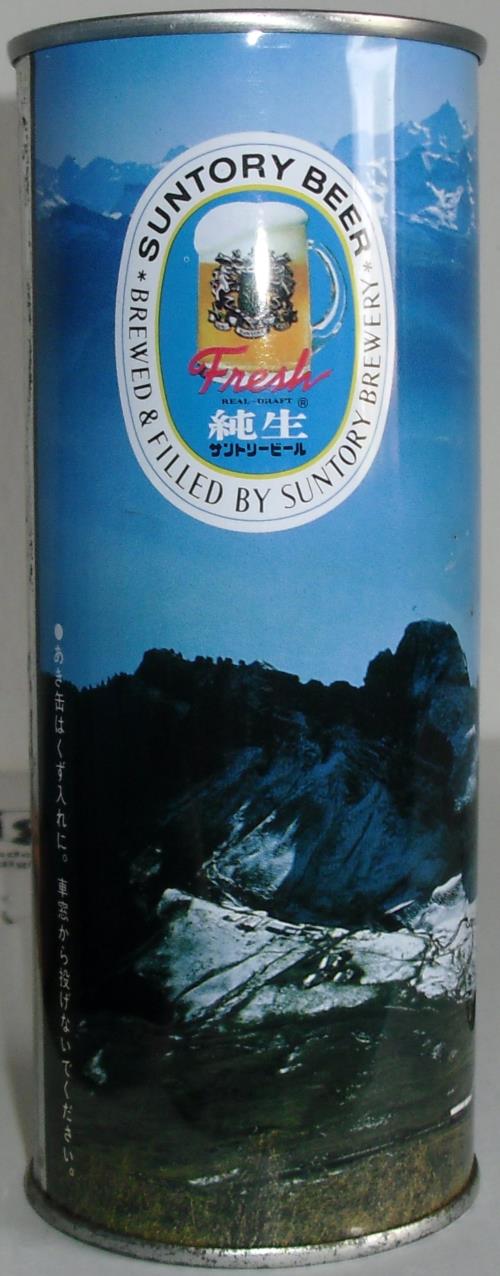 SUNTORY BEER
Fresh
REAL-DRAFT ®
純生
サントリービール
* BREWED & FILLED BY SUNTORY BREWERY *
●あき缶はくず入れに。車窓から投げないでください。